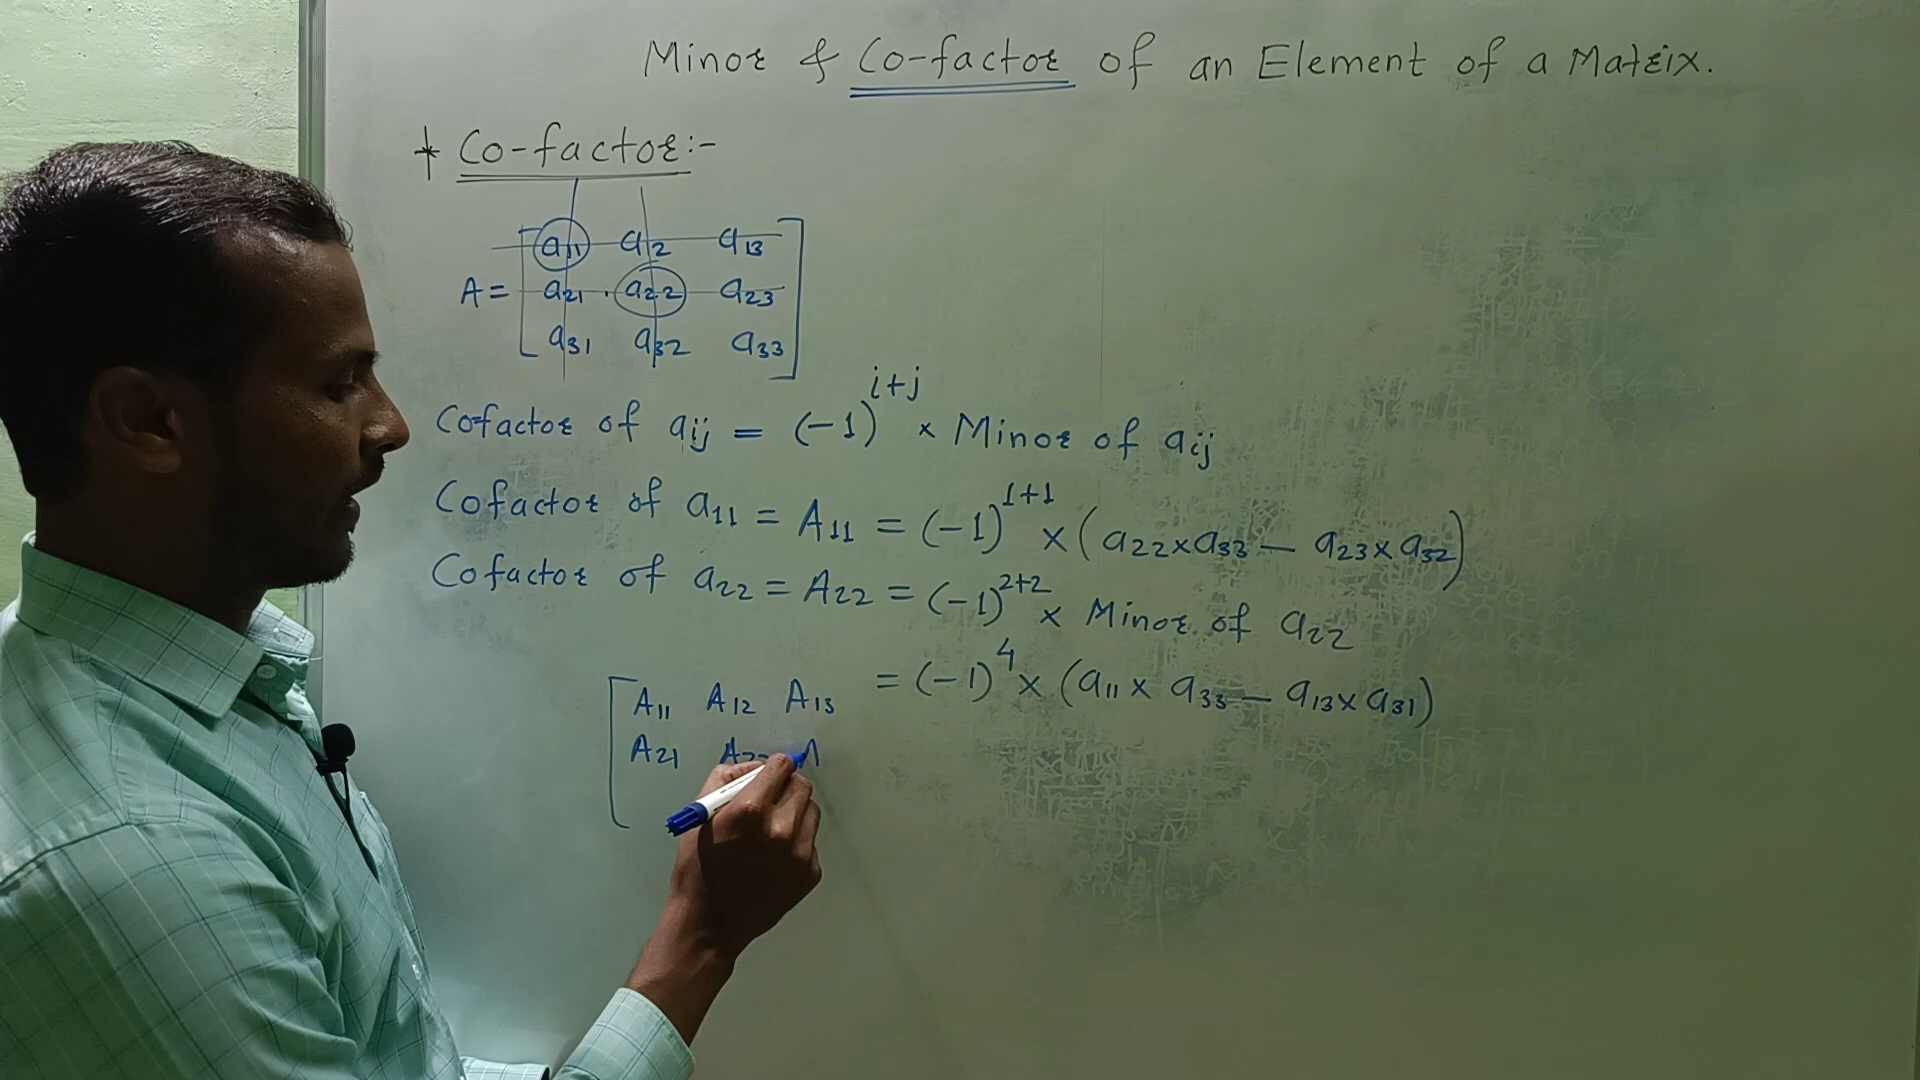 Minor & Co-factor of an Element of a Matrix.
* Co-factor:-
a11 a12 a13
A = a21 . a22 a23
a31 a32 a33
Cofactor of aij = (-1)^i+j × Minor of aij
Cofactor of a11 = A11 = (-1)^1+1 × (a22×a33 – a23×a32)
Cofactor of a22 = A22 = (-1)^2+2 × Minor of a22
= (-1)^4 × (a11 × a33 – a13×a31)
A11 A12 A13
A21 A22 A